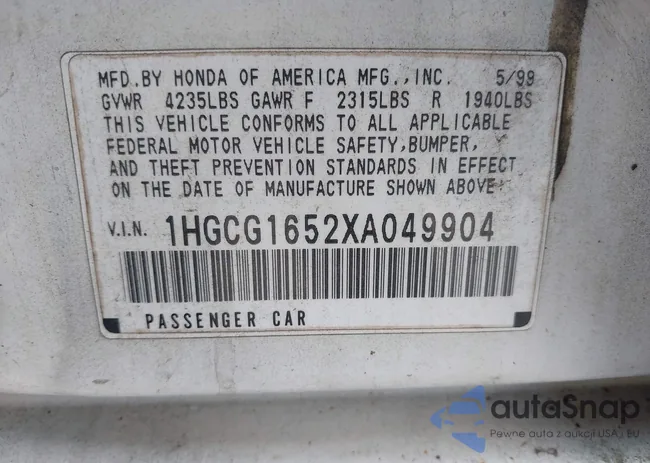 MFD.BY HONDA OF AMERICA MFG.,INC. 5/99
GVWR 4235LBS GAWR F 2315LBS R 1940LBS
THIS VEHICLE CONFORMS TO ALL APPLICABLE
FEDERAL MOTOR VEHICLE SAFETY,BUMPER,
AND THEFT PREVENTION STANDARDS IN EFFECT
ON THE DATE OF MANUFACTURE SHOWN ABOVE.
V.I.N. 1HGCG1652XA049904
PASSENGER CAR
autaSnap
Pewne auta z aukcji USA i EU